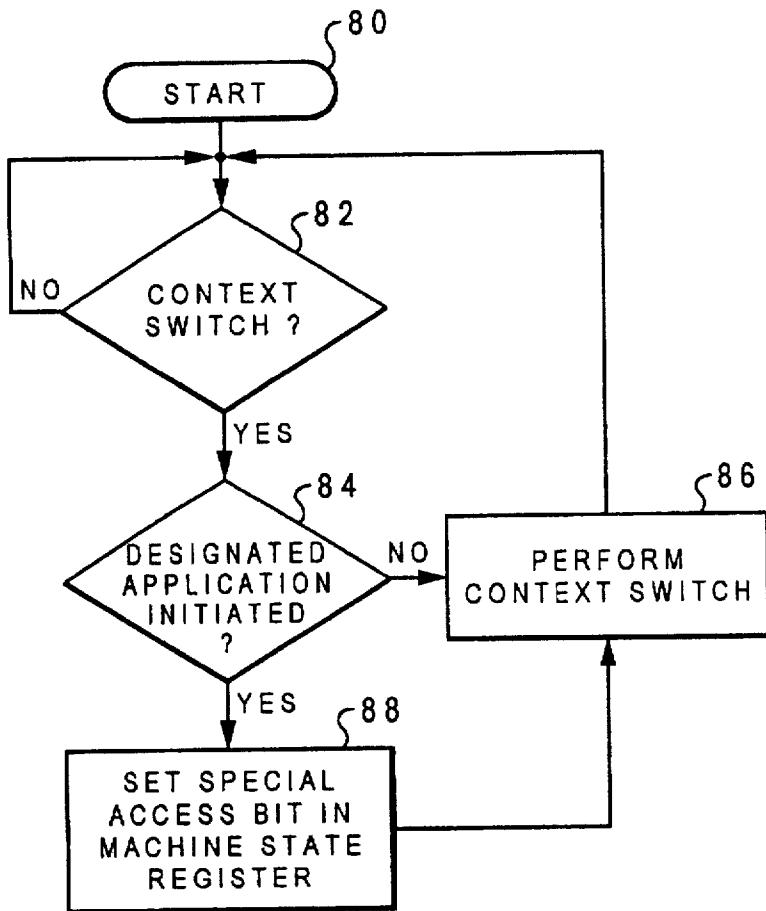 80
START
82
NO
CONTEXT
SWITCH ?
YES
84
DESIGNATED
APPLICATION
INITIATED
?
NO
86
PERFORM
CONTEXT SWITCH
YES
88
SET SPECIAL
ACCESS BIT IN
MACHINE STATE
REGISTER